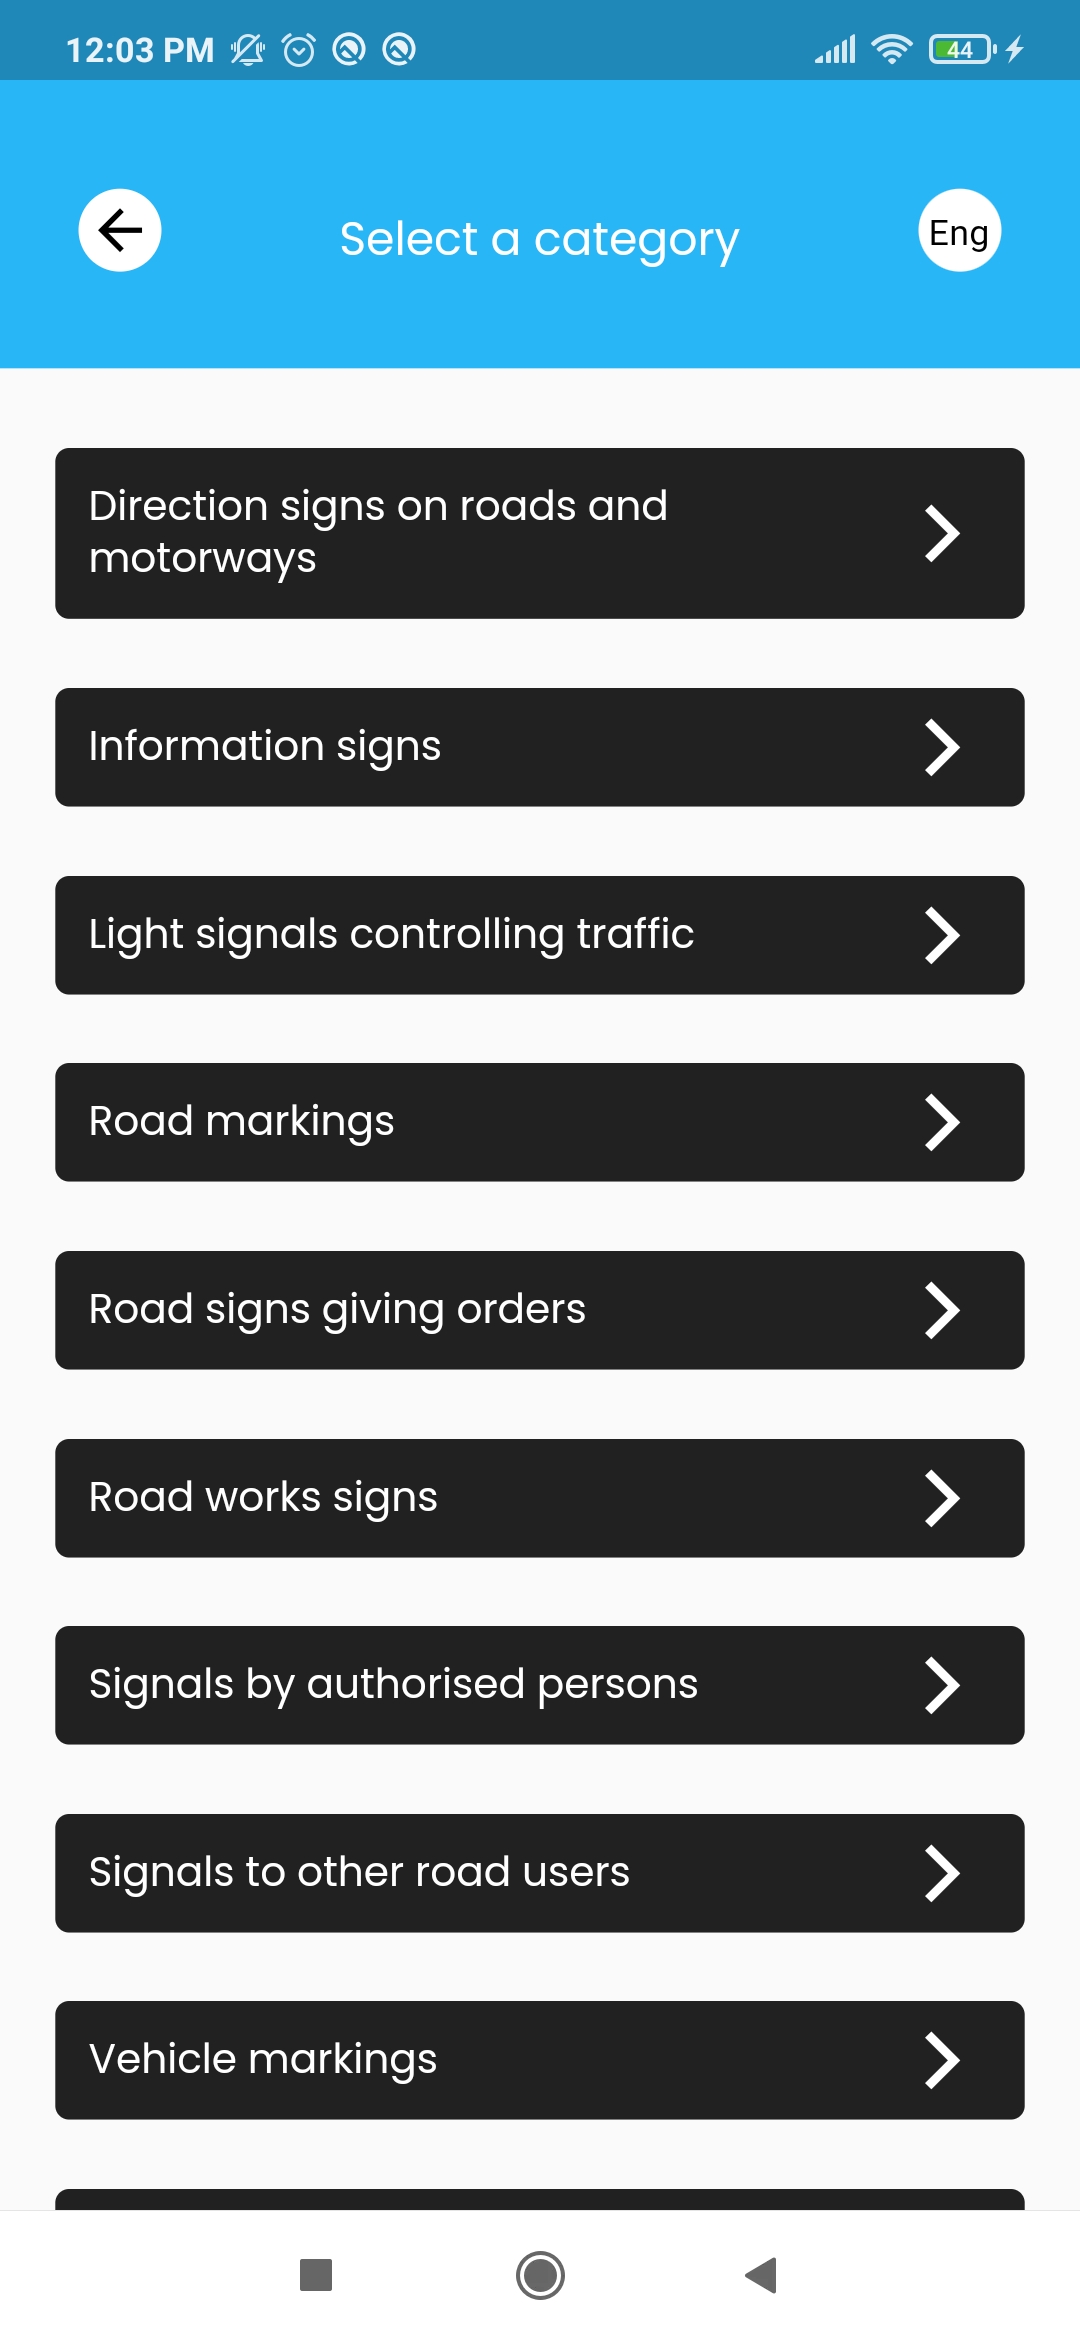 12:03 PM
44
Select a category
Eng
Direction signs on roads and
motorways
Information signs
Light signals controlling traffic
Road markings
Road signs giving orders
Road works signs
Signals by authorised persons
Signals to other road users
Vehicle markings